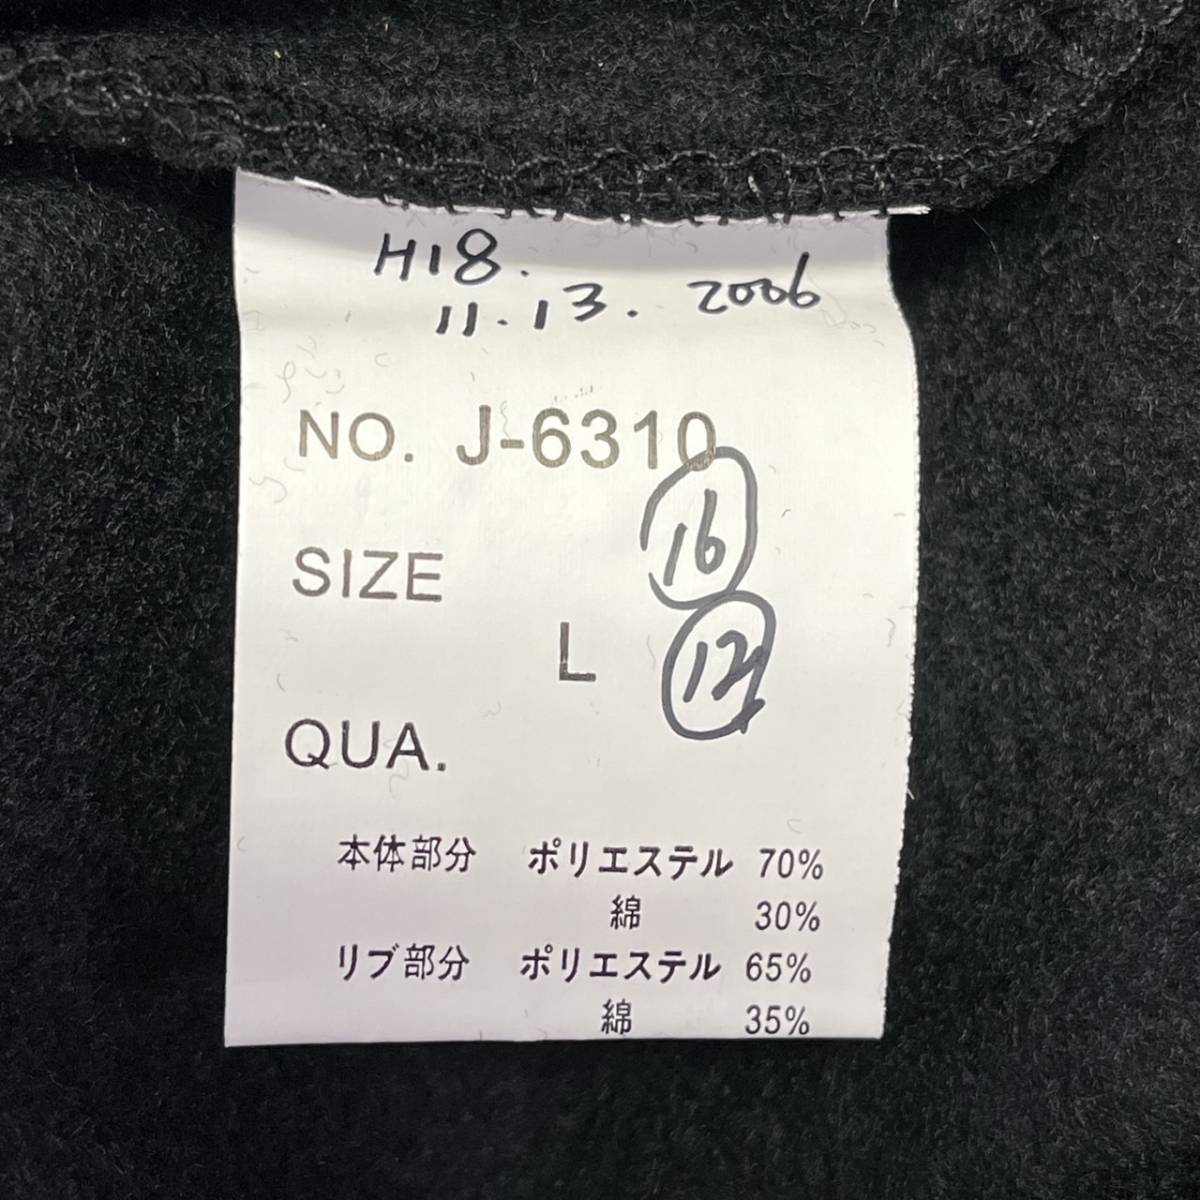 H18.
11.13. 2006
NO. J-6310
16
SIZE
L
12
QUA.
本体部分 ポリエステル 70%
綿 30%
リブ部分 ポリエステル 65%
綿 35%